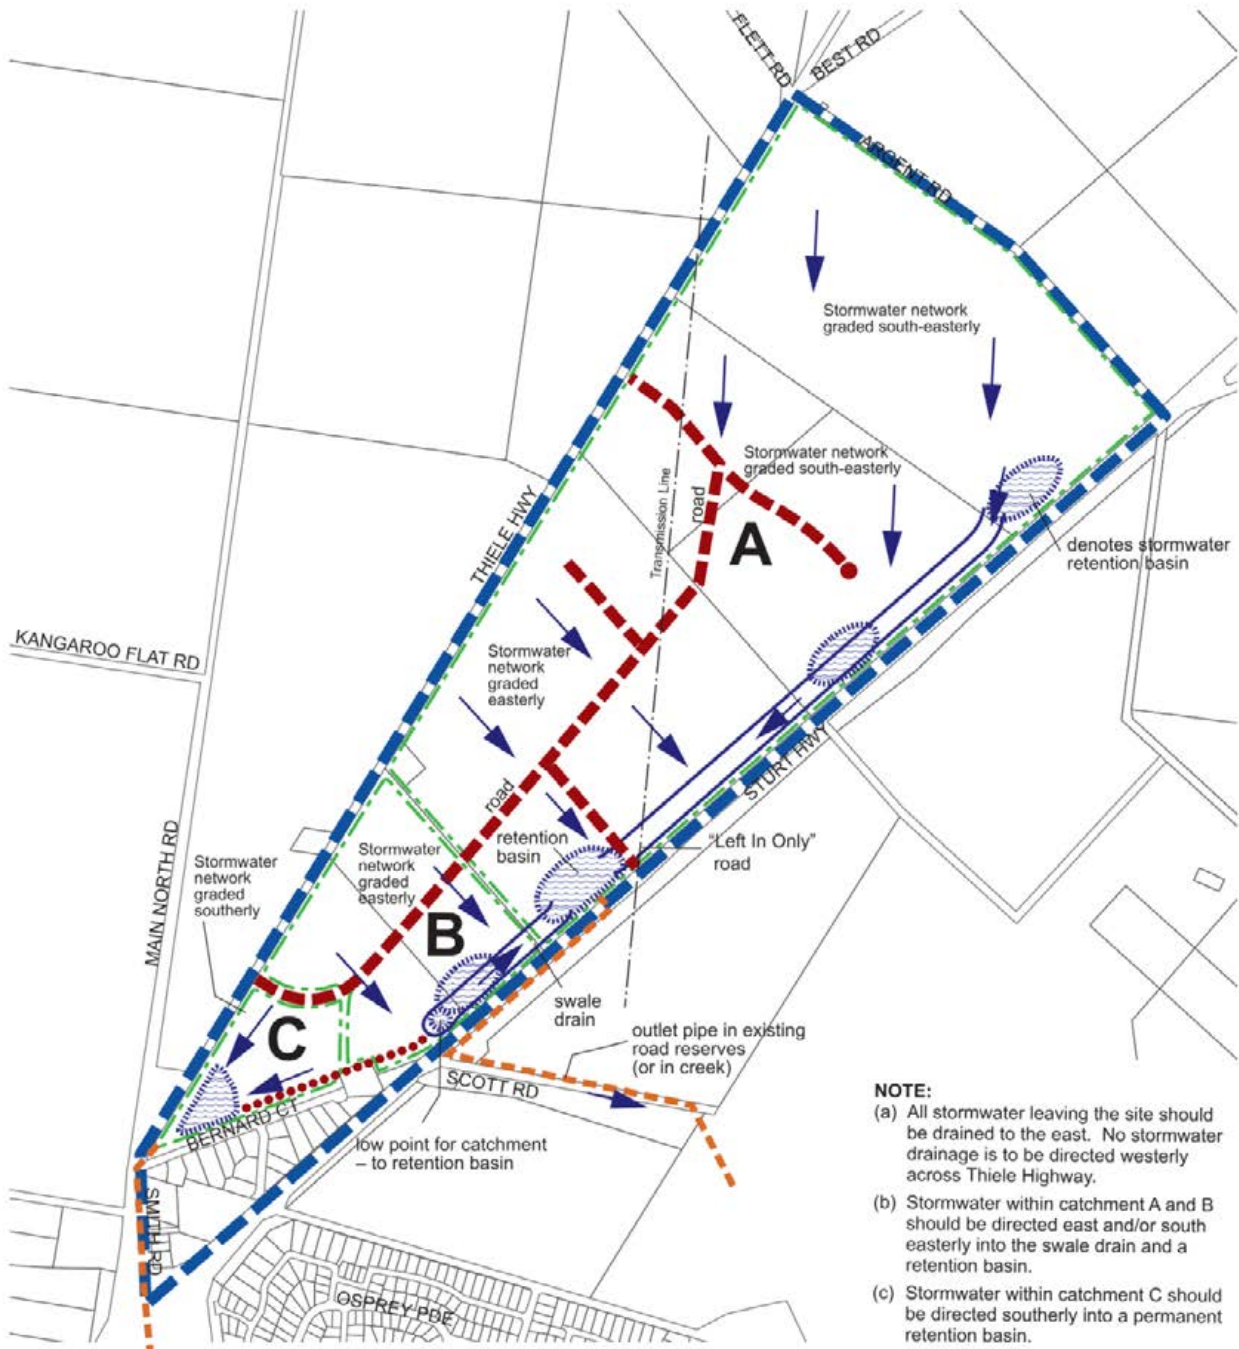 FLETT RD
BEST RD
ARGENT RD
Stormwater network
graded south-easterly
Stormwater network
graded south-easterly
Transmission Line
road
A
THIELE HWY
denotes stormwater
retention basin
KANGAROO FLAT RD
Stormwater
network
graded
easterly
STURT HWY
road
retention
basin
"Left In Only"
road
MAIN NORTH RD
Stormwater
network
graded
southerly
Stormwater
network
graded
easterly
B
swale
drain
C
outlet pipe in existing
road reserves
(or in creek)
SCOTT RD
BERNARD CT
low point for catchment
– to retention basin
SMITH RD
OSPREY PDE
NOTE:
(a) All stormwater leaving the site should
be drained to the east. No stormwater
drainage is to be directed westerly
across Thiele Highway.
(b) Stormwater within catchment A and B
should be directed east and/or south
easterly into the swale drain and a
retention basin.
(c) Stormwater within catchment C should
be directed southerly into a permanent
retention basin.